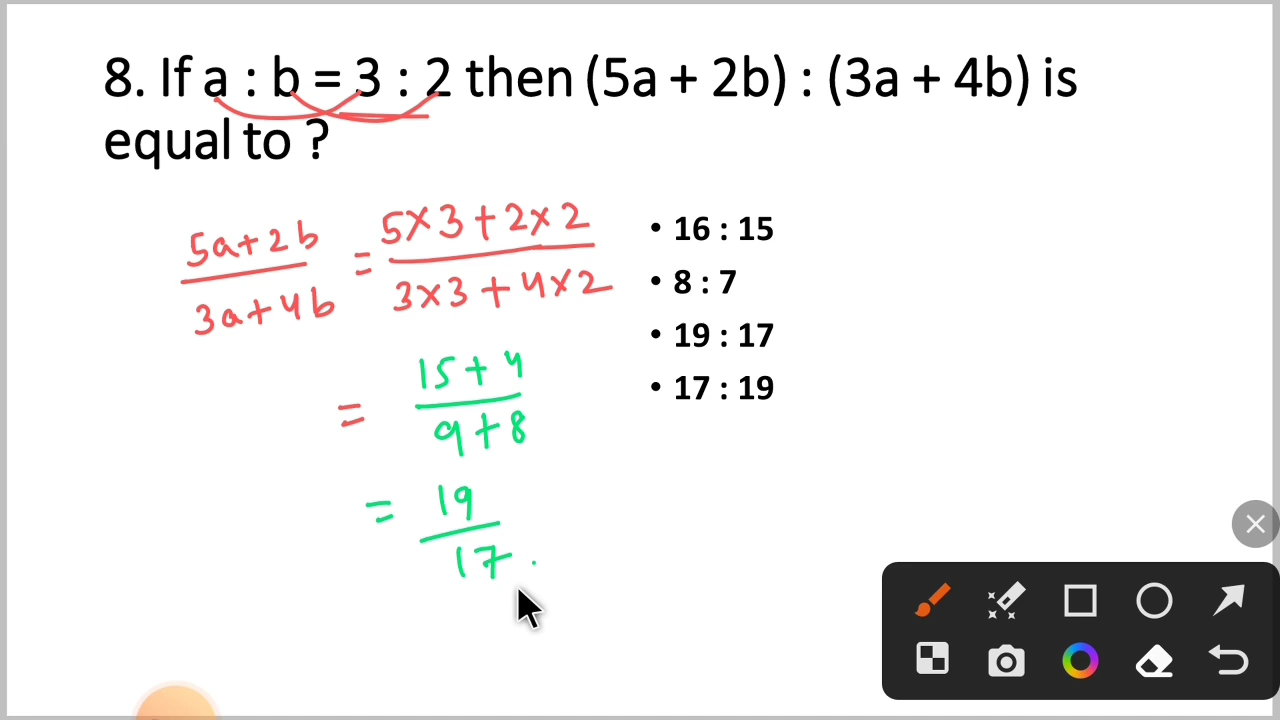 8. If a : b = 3 : 2 then (5a + 2b) : (3a + 4b) is
equal to ?
5a+2b = 5×3+2×2
3a+4b 3×3+4×2
= 15+4
9+8
= 19
17.
• 16 : 15
• 8 : 7
• 19 : 17
• 17 : 19